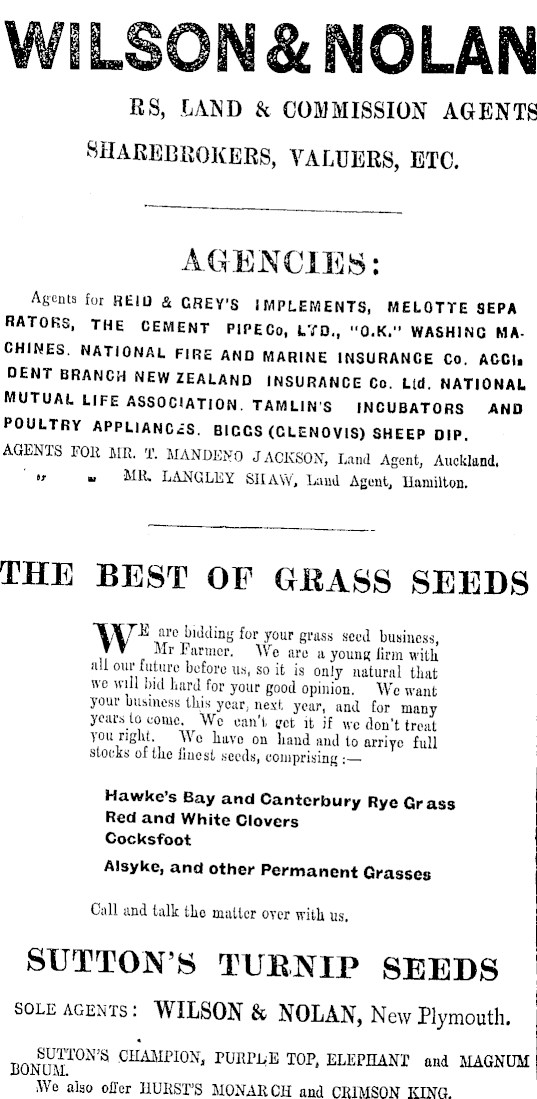 WILSON & NOLAN
RS, LAND & COMMISSION AGENTS
SHAREBROKERS, VALUERS, ETC.
AGENCIES:
Agents for REID & GREY'S IMPLEMENTS, MELOTTE SEPA
RATORS, THE CEMENT PIPE Co, LTD., "O.K." WASHING MA-
CHINES. NATIONAL FIRE AND MARINE INSURANCE Co. ACCI-
DENT BRANCH NEW ZEALAND INSURANCE Co. Ltd. NATIONAL
MUTUAL LIFE ASSOCIATION. TAMLIN'S INCUBATORS AND
POULTRY APPLIANCES. BIGGS (GLENOVIS) SHEEP DIP.
AGENTS FOR MR. T. MANDENO JACKSON, Land Agent, Auckland.
" " MR. LANGLEY SHAW, Land Agent, Hamilton.
THE BEST OF GRASS SEEDS
WE are bidding for your grass seed business,
Mr Farmer. We are a young firm with
all our future before us, so it is only natural that
we will bid hard for your good opinion. We want
your business this year, next year, and for many
years to come. We can't get it if we don't treat
you right. We have on hand and to arrive full
stocks of the finest seeds, comprising :—
Hawke's Bay and Canterbury Rye Grass
Red and White Clovers
Cocksfoot
Alsyke, and other Permanent Grasses
Call and talk the matter over with us.
SUTTON'S TURNIP SEEDS
SOLE AGENTS: WILSON & NOLAN, New Plymouth.
SUTTON'S CHAMPION, PURPLE TOP, ELEPHANT and MAGNUM
BONUM.
We also offer HURST'S MONARCH and CRIMSON KING.